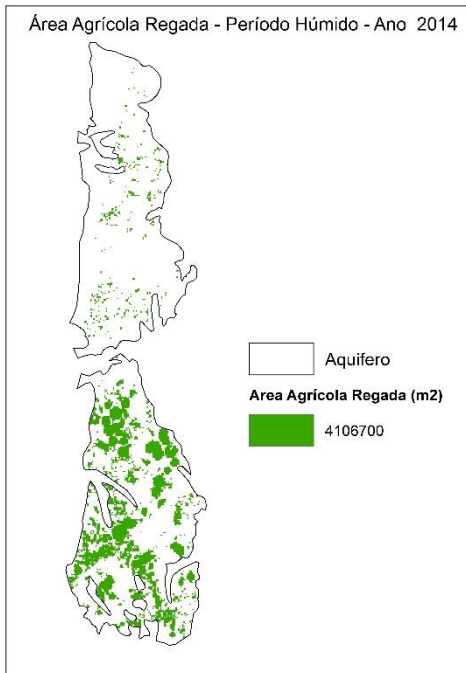 Área Agrícola Regada - Período Húmido - Ano 2014
Aquifero
Area Agrícola Regada (m2)
4106700